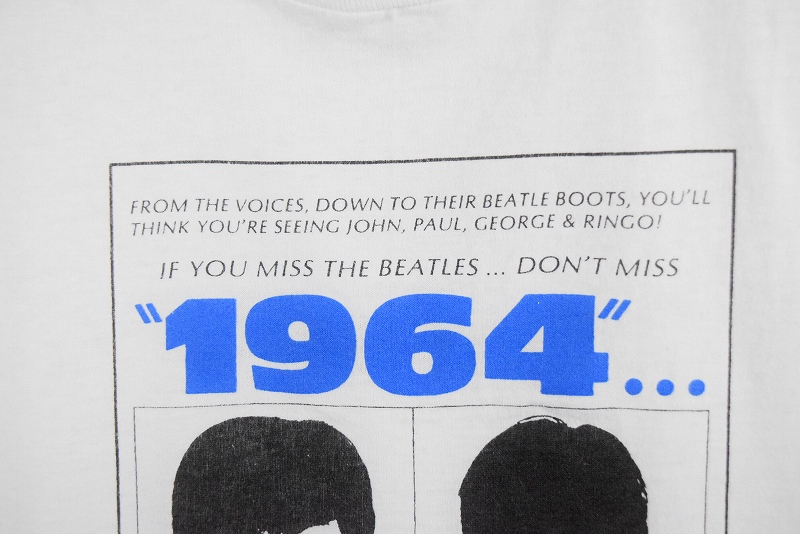 FROM THE VOICES, DOWN TO THEIR BEATLE BOOTS, YOU'LL
THINK YOU'RE SEEING JOHN, PAUL, GEORGE & RINGO!
IF YOU MISS THE BEATLES ... DON'T MISS
"1964"...